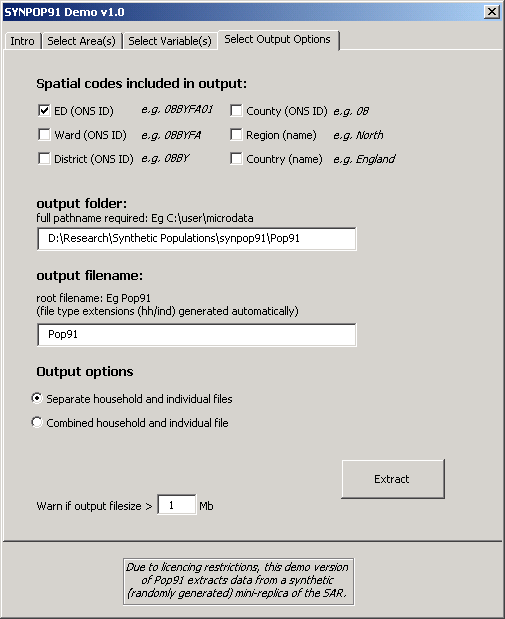 SYNPOP91 Demo v1.0
Intro Select Area(s) Select Variable(s) Select Output Options
Spatial codes included in output:
ED (ONS ID) e.g. 08BYFA01 County (ONS ID) e.g. 08
Ward (ONS ID) e.g. 08BYFA Region (name) e.g. North
District (ONS ID) e.g. 08BY Country (name) e.g. England
output folder:
full pathname required: Eg C:\user\microdata
D:\Research\Synthetic Populations\synpop91\Pop91
output filename:
root filename: Eg Pop91
(file type extensions (hh/ind) generated automatically)
Pop91
Output options
Separate household and individual files
Combined household and indvidual file
Extract
Warn if output filesize > 1 Mb
Due to licencing restrictions, this demo version
of Pop91 extracts data from a synthetic
(randomly generated) mini-replica of the SAR.